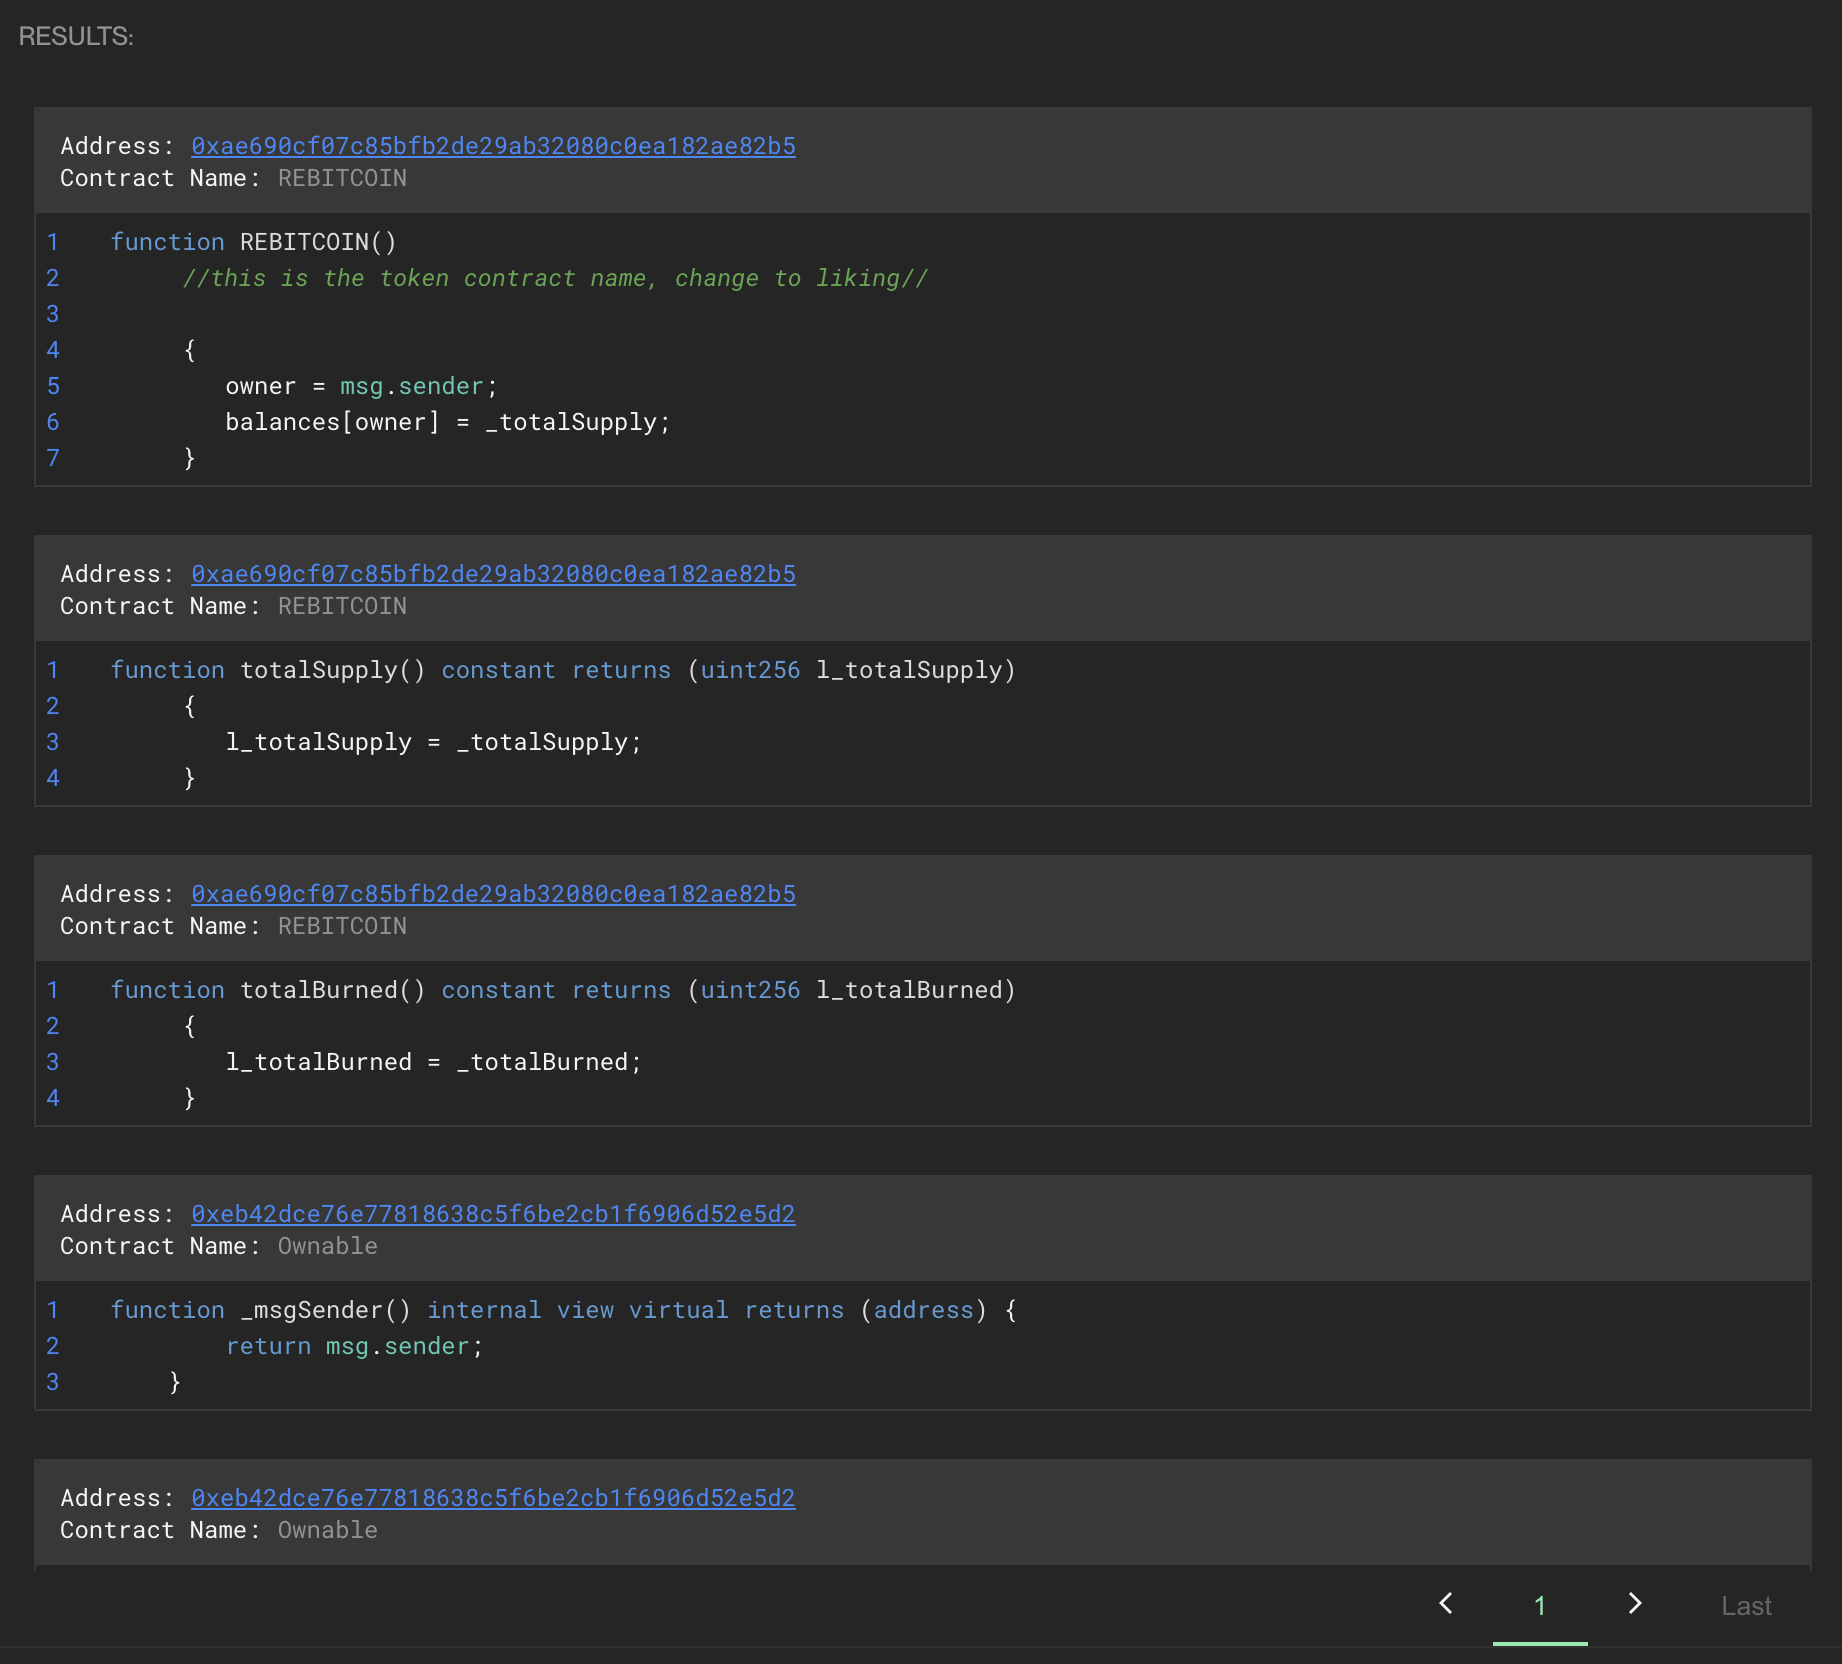 RESULTS:
Address: 0xae690cf07c85bfb2de29ab32080c0ea182ae82b5
Contract Name: REBITCOIN
1 function REBITCOIN()
2 //this is the token contract name, change to liking//
3
4 {
5 owner = msg.sender;
6 balances[owner] = _totalSupply;
7 }
Address: 0xae690cf07c85bfb2de29ab32080c0ea182ae82b5
Contract Name: REBITCOIN
1 function totalSupply() constant returns (uint256 l_totalSupply)
2 {
3 l_totalSupply = _totalSupply;
4 }
Address: 0xae690cf07c85bfb2de29ab32080c0ea182ae82b5
Contract Name: REBITCOIN
1 function totalBurned() constant returns (uint256 l_totalBurned)
2 {
3 l_totalBurned = _totalBurned;
4 }
Address: 0xeb42dce76e77818638c5f6be2cb1f6906d52e5d2
Contract Name: Ownable
1 function _msgSender() internal view virtual returns (address) {
2 return msg.sender;
3 }
Address: 0xeb42dce76e77818638c5f6be2cb1f6906d52e5d2
Contract Name: Ownable
1 Last